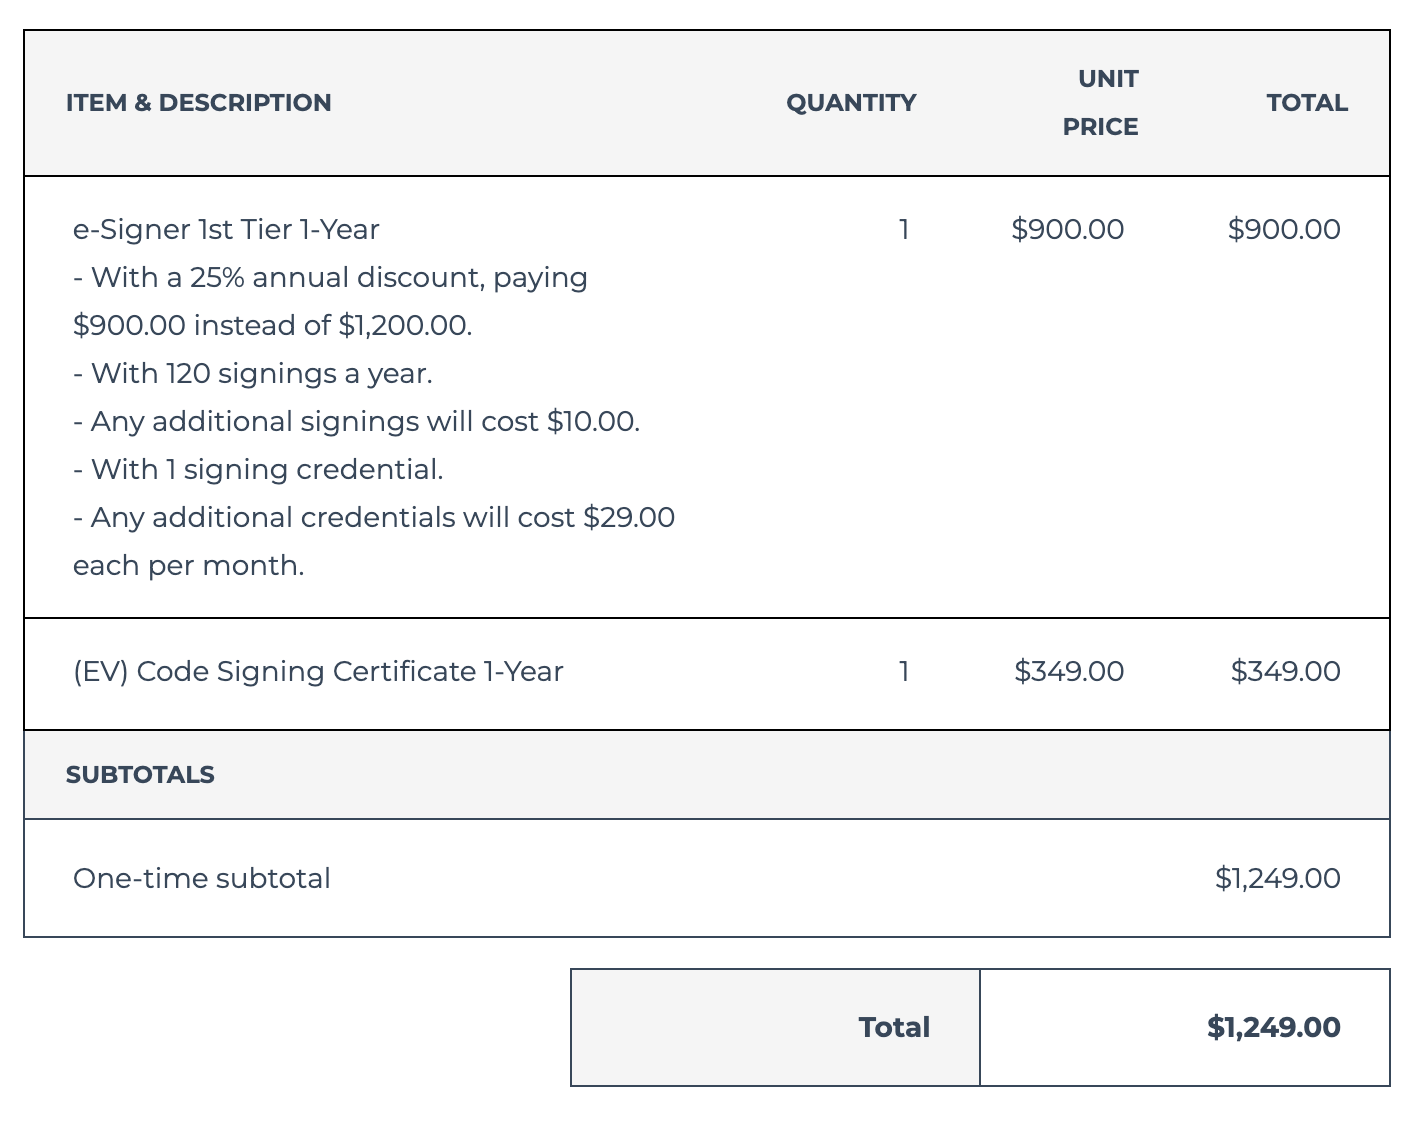 ITEM & DESCRIPTION QUANTITY UNIT PRICE TOTAL
e-Signer 1st Tier 1-Year 1 $900.00 $900.00
- With a 25% annual discount, paying
$900.00 instead of $1,200.00.
- With 120 signings a year.
- Any additional signings will cost $10.00.
- With 1 signing credential.
- Any additional credentials will cost $29.00
each per month.
(EV) Code Signing Certificate 1-Year 1 $349.00 $349.00
SUBTOTALS
One-time subtotal $1,249.00
Total $1,249.00